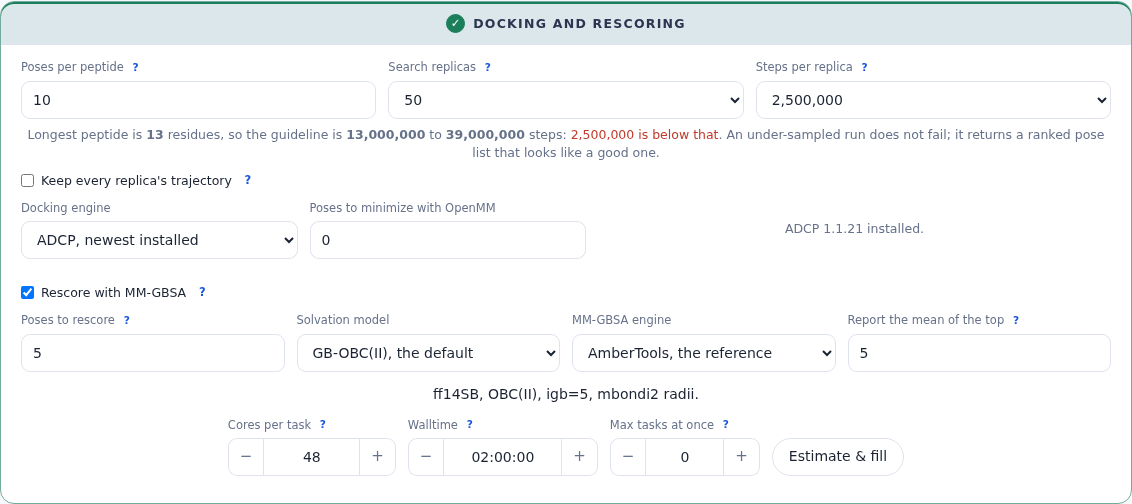 ✓ DOCKING AND RESCORING
Poses per peptide ? Search replicas ? Steps per replica ?
10 50 2,500,000
Longest peptide is 13 residues, so the guideline is 13,000,000 to 39,000,000 steps: 2,500,000 is below that. An under-sampled run does not fail; it returns a ranked pose
list that looks like a good one.
Keep every replica's trajectory ?
Docking engine Poses to minimize with OpenMM
ADCP, newest installed 0 ADCP 1.1.21 installed.
Rescore with MM-GBSA ?
Poses to rescore ? Solvation model MM-GBSA engine Report the mean of the top ?
5 GB-OBC(II), the default AmberTools, the reference 5
ff14SB, OBC(II), igb=5, mbondi2 radii.
Cores per task ? Walltime ? Max tasks at once ?
− 48 + − 02:00:00 + − 0 + Estimate & fill